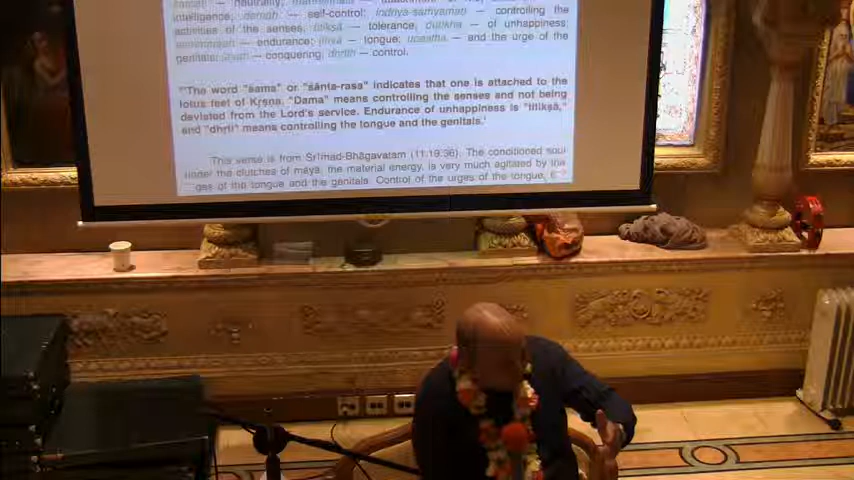 intelligence; damaḥ — self-control; indriya-saṁyamaḥ — controlling the
activities of the senses; titikṣā — tolerance; duḥkha — of unhappiness;
— endurance; jihvā — tongue; upastha — and the urge of the
genitals; jayaḥ — conquering; dhṛtiḥ — control.
"'The word "śama" or "śānta-rasa" indicates that one is attached to the
lotus feet of Kṛṣṇa. "Dama" means controlling the senses and not being
deviated from the Lord's service. Endurance of unhappiness is "titikṣā,"
and "dhṛti" means controlling the tongue and the genitals.'
This verse is from Śrīmad-Bhāgavatam (11.19.36). The conditioned soul
under the clutches of māyā, the material energy, is very much agitated by the
urges of the tongue and the genitals. Control of the urges of the tongue,